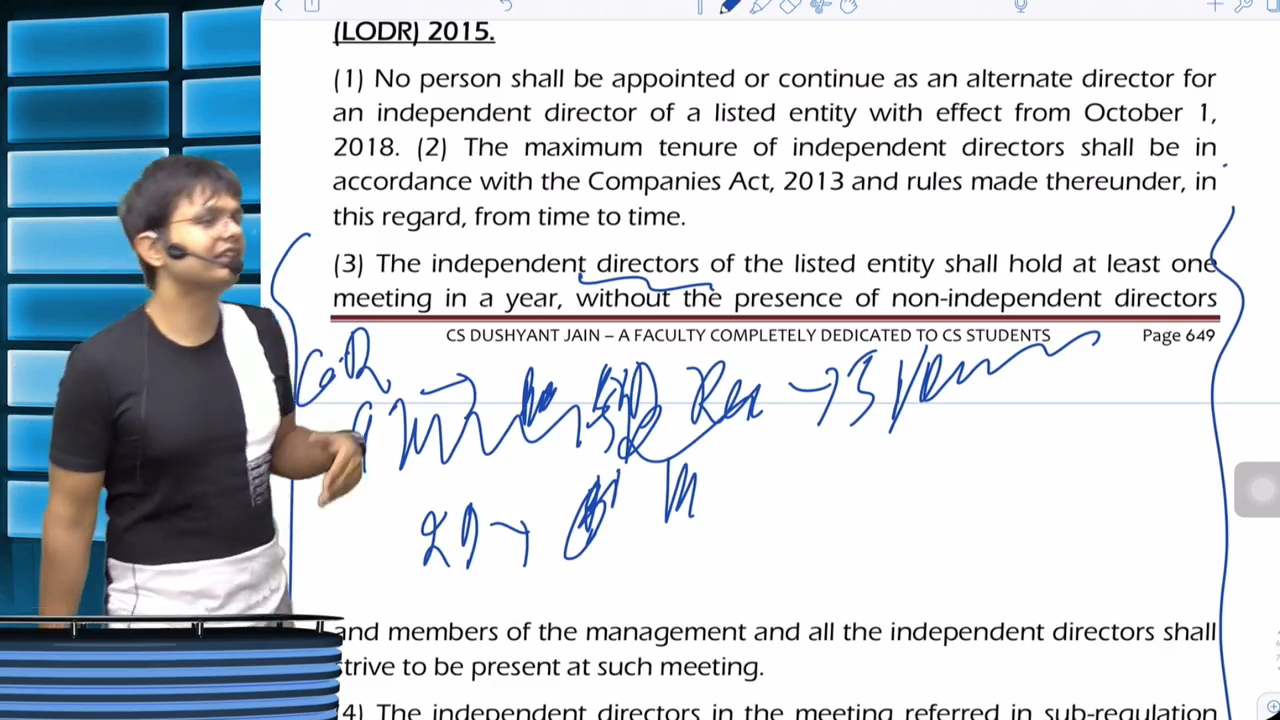 (LODR) 2015.
(1) No person shall be appointed or continue as an alternate director for
an independent director of a listed entity with effect from October 1,
2018. (2) The maximum tenure of independent directors shall be in
accordance with the Companies Act, 2013 and rules made thereunder, in
this regard, from time to time.
(3) The independent directors of the listed entity shall hold at least one
meeting in a year, without the presence of non-independent directors
CS DUSHYANT JAIN – A FACULTY COMPLETELY DEDICATED TO CS STUDENTS Page 649
and members of the management and all the independent directors shall
strive to be present at such meeting.
(4) The independent directors in the meeting referred in sub-regulation